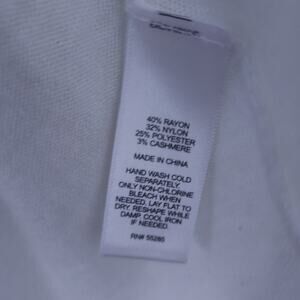 40% RAYON
32% NYLON
25% POLYESTER
3% CASHMERE
MADE IN CHINA
HAND WASH COLD
SEPARATELY.
ONLY NON-CHLORINE
BLEACH WHEN
NEEDED. LAY FLAT TO
DRY. RESHAPE WHILE
DAMP. COOL IRON
IF NEEDED.
RN# 55285